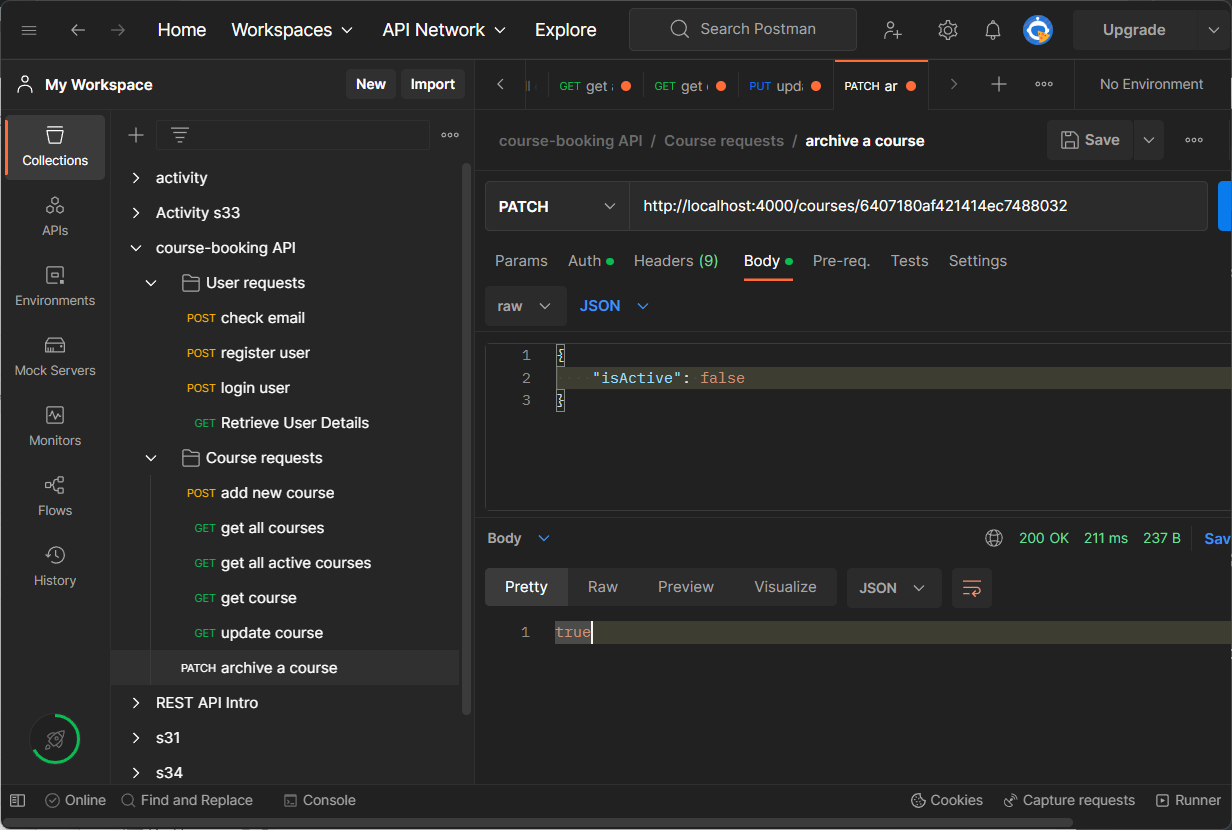 Home Workspaces API Network Explore Search Postman Upgrade
My Workspace New Import
GET get GET get PUT upd PATCH ar No Environment
Collections
APIs
Environments
Mock Servers
Monitors
Flows
History
activity
Activity s33
course-booking API
User requests
POST check email
POST register user
POST login user
GET Retrieve User Details
Course requests
POST add new course
GET get all courses
GET get all active courses
GET get course
GET update course
PATCH archive a course
REST API Intro
s31
s34
course-booking API / Course requests / archive a course Save
PATCH http://localhost:4000/courses/6407180af421414ec7488032
Params Auth Headers (9) Body Pre-req. Tests Settings
raw JSON
1 {
2 "isActive": false
3 }
Body 200 OK 211 ms 237 B Sav
Pretty Raw Preview Visualize JSON
1 true
Online Find and Replace Console Cookies Capture requests Runner